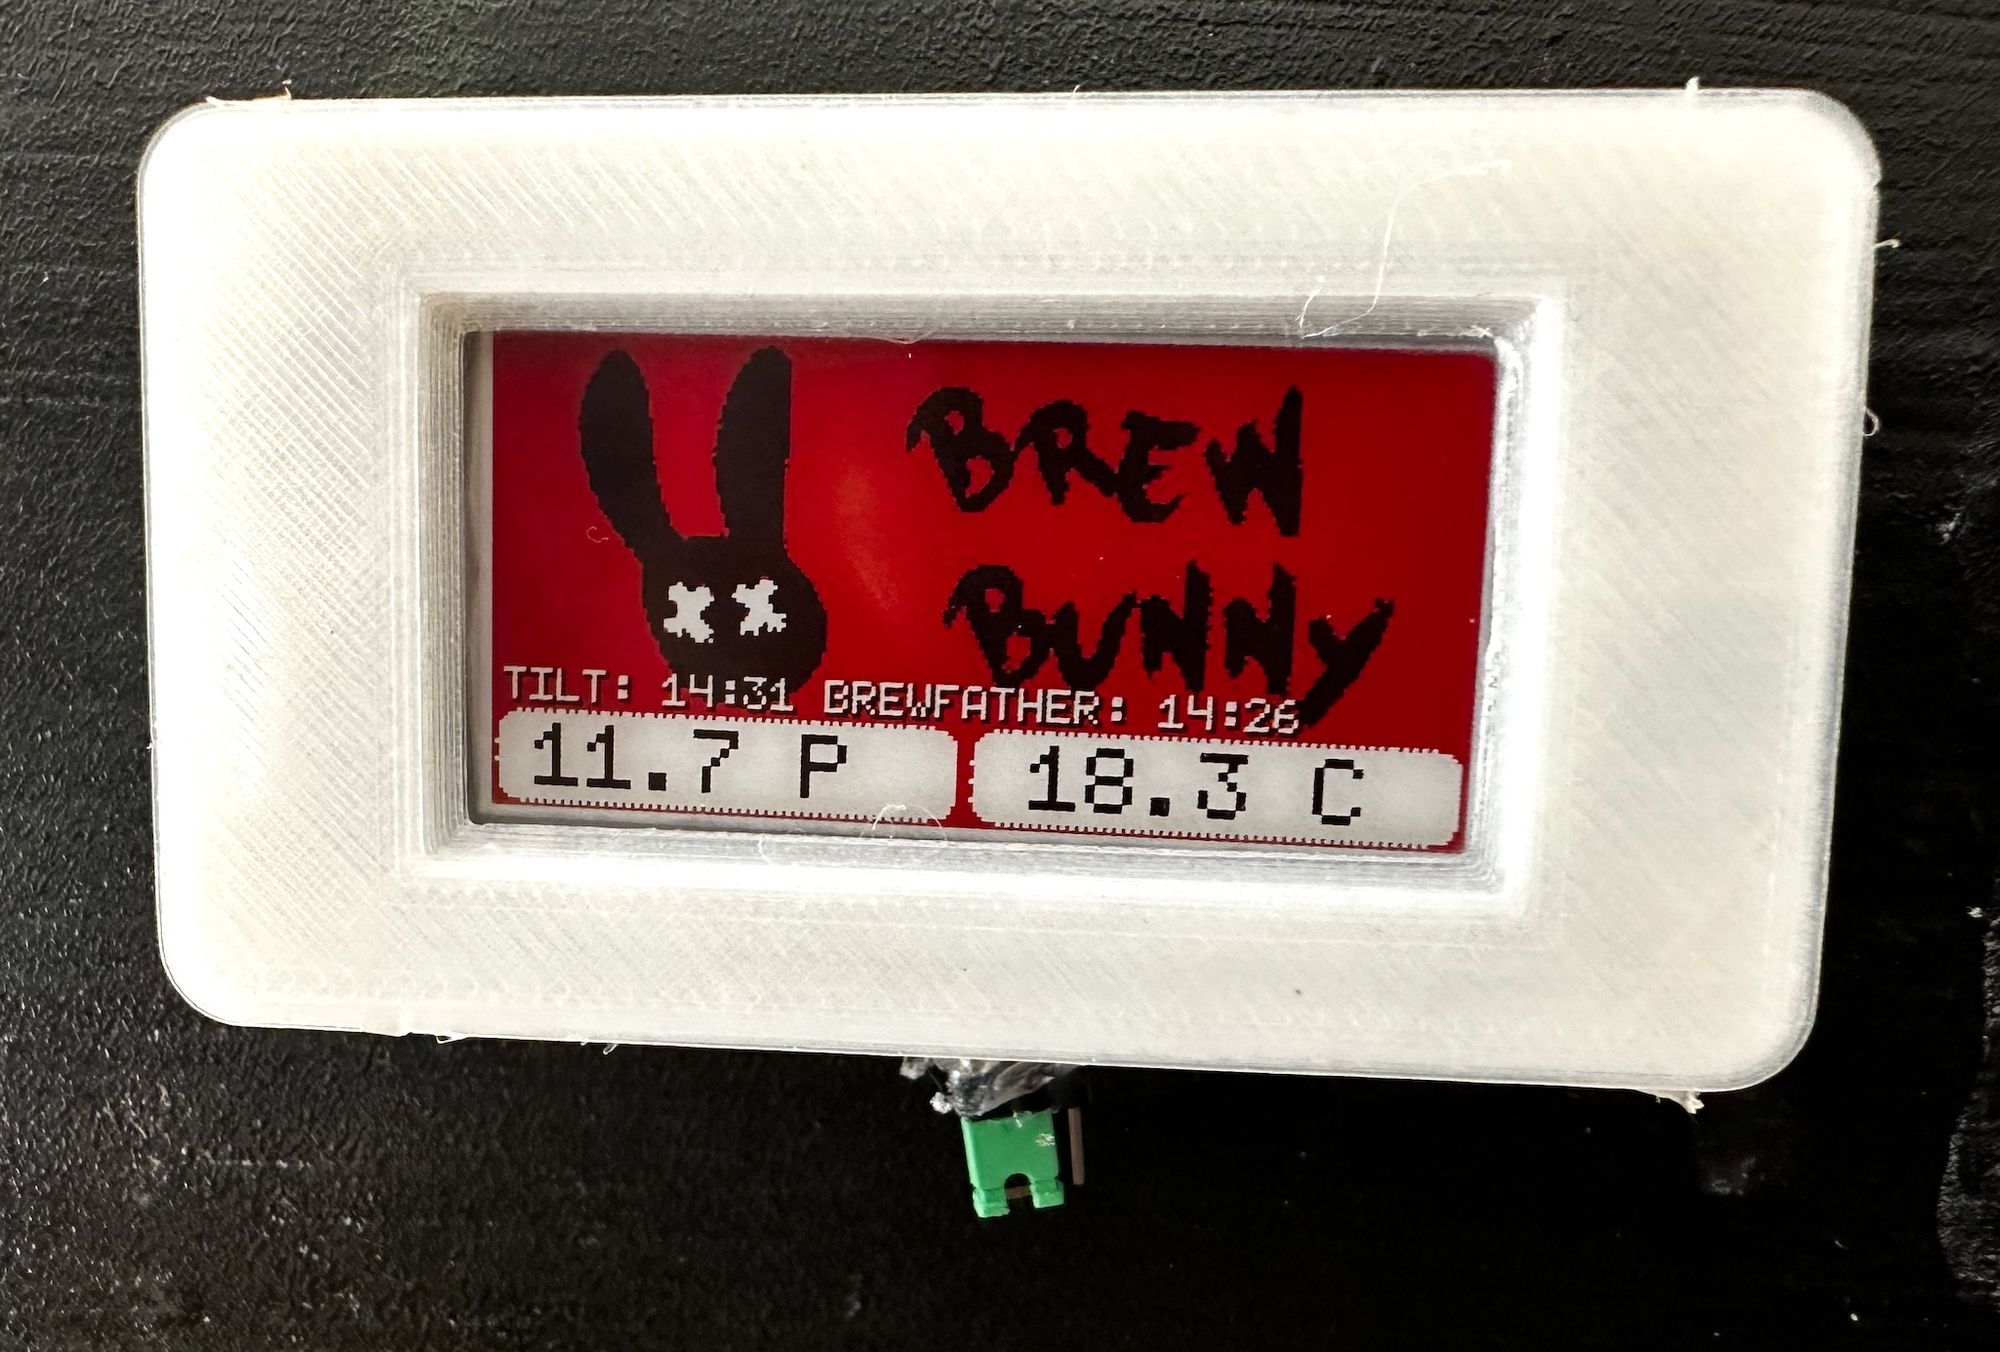 BREW
BUNNY
TILT: 14:31 BREWFATHER: 14:26
11.7 P 18.3 C